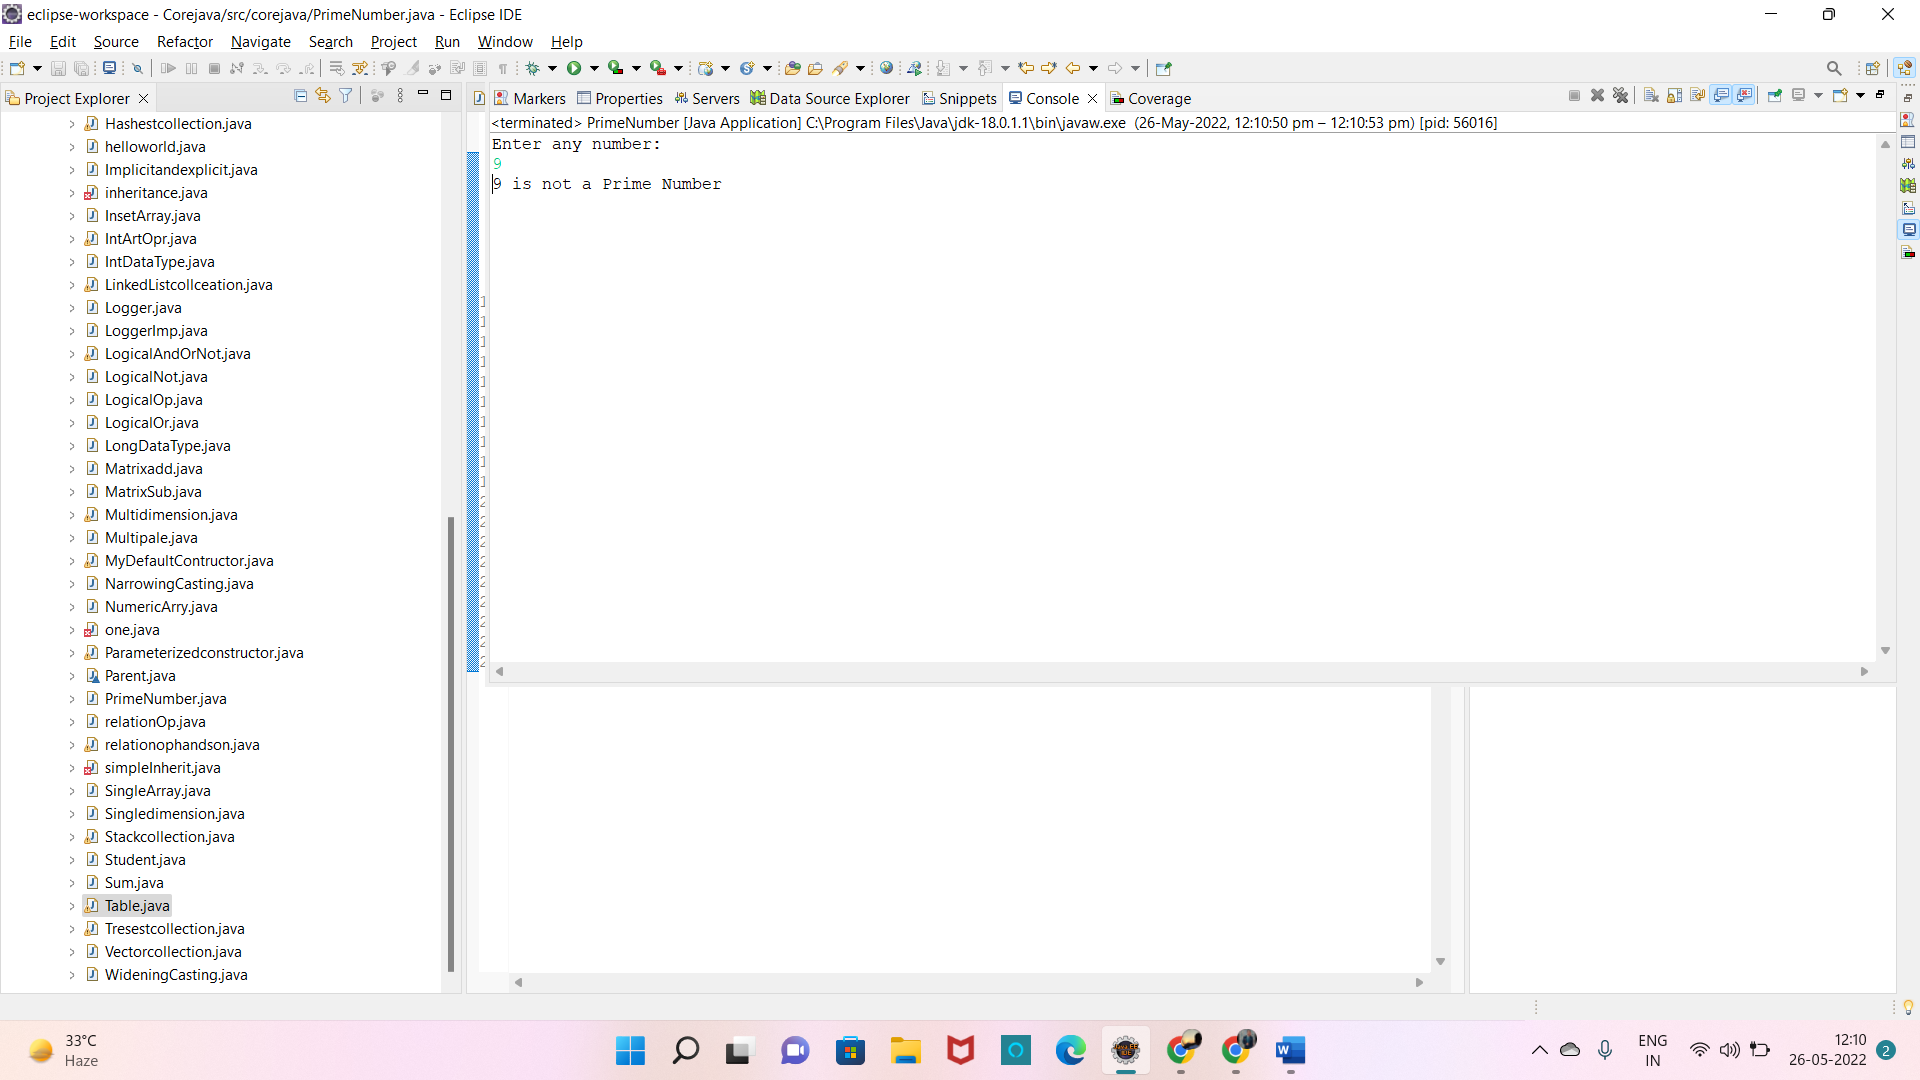 eclipse-workspace - Corejava/src/corejava/PrimeNumber.java - Eclipse IDE
File Edit Source Refactor Navigate Search Project Run Window Help
Project Explorer
Markers Properties Servers Data Source Explorer Snippets Console Coverage
<terminated> PrimeNumber [Java Application] C:\Program Files\Java\jdk-18.0.1.1\bin\javaw.exe (26-May-2022, 12:10:50 pm – 12:10:53 pm) [pid: 56016]
Enter any number:
9
9 is not a Prime Number
Hashestcollection.java
helloworld.java
Implicitandexplicit.java
inheritance.java
InsetArray.java
IntArtOpr.java
IntDataType.java
LinkedListcollceation.java
Logger.java
LoggerImp.java
LogicalAndOrNot.java
LogicalNot.java
LogicalOp.java
LogicalOr.java
LongDataType.java
Matrixadd.java
MatrixSub.java
Multidimension.java
Multipale.java
MyDefaultContructor.java
NarrowingCasting.java
NumericArry.java
one.java
Parameterizedconstructor.java
Parent.java
PrimeNumber.java
relationOp.java
relationophandson.java
simpleInherit.java
SingleArray.java
Singledimension.java
Stackcollection.java
Student.java
Sum.java
Table.java
Tresestcollection.java
Vectorcollection.java
WideningCasting.java
33°C
Haze
ENG
IN
12:10
26-05-2022
2